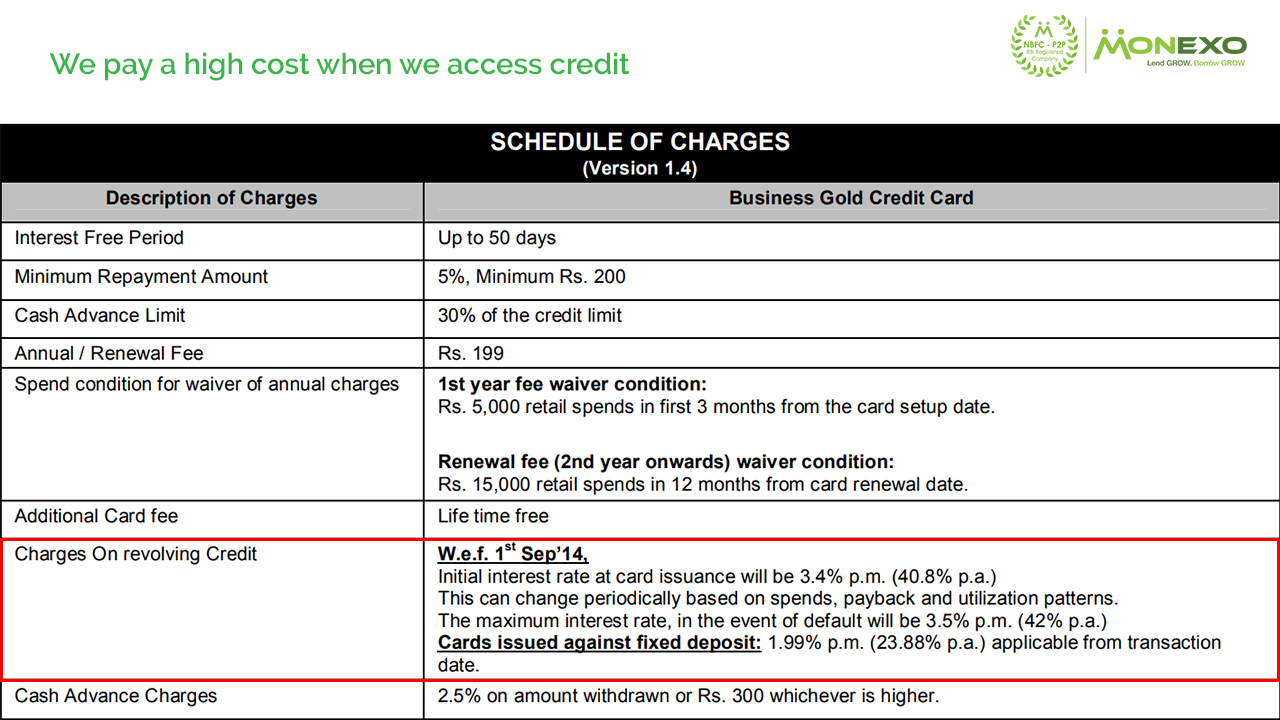 We pay a high cost when we access credit
NBFC - P2P
RBI Registered
Company
MONEXO
Lend GROW. Borrow GROW
SCHEDULE OF CHARGES
(Version 1.4)
Description of Charges
Business Gold Credit Card
Interest Free Period
Up to 50 days
Minimum Repayment Amount
5%, Minimum Rs. 200
Cash Advance Limit
30% of the credit limit
Annual / Renewal Fee
Rs. 199
Spend condition for waiver of annual charges
1st year fee waiver condition:
Rs. 5,000 retail spends in first 3 months from the card setup date.
Renewal fee (2nd year onwards) waiver condition:
Rs. 15,000 retail spends in 12 months from card renewal date.
Additional Card fee
Life time free
Charges On revolving Credit
W.e.f. 1st Sep’14,
Initial interest rate at card issuance will be 3.4% p.m. (40.8% p.a.)
This can change periodically based on spends, payback and utilization patterns.
The maximum interest rate, in the event of default will be 3.5% p.m. (42% p.a.)
Cards issued against fixed deposit: 1.99% p.m. (23.88% p.a.) applicable from transaction
date.
Cash Advance Charges
2.5% on amount withdrawn or Rs. 300 whichever is higher.